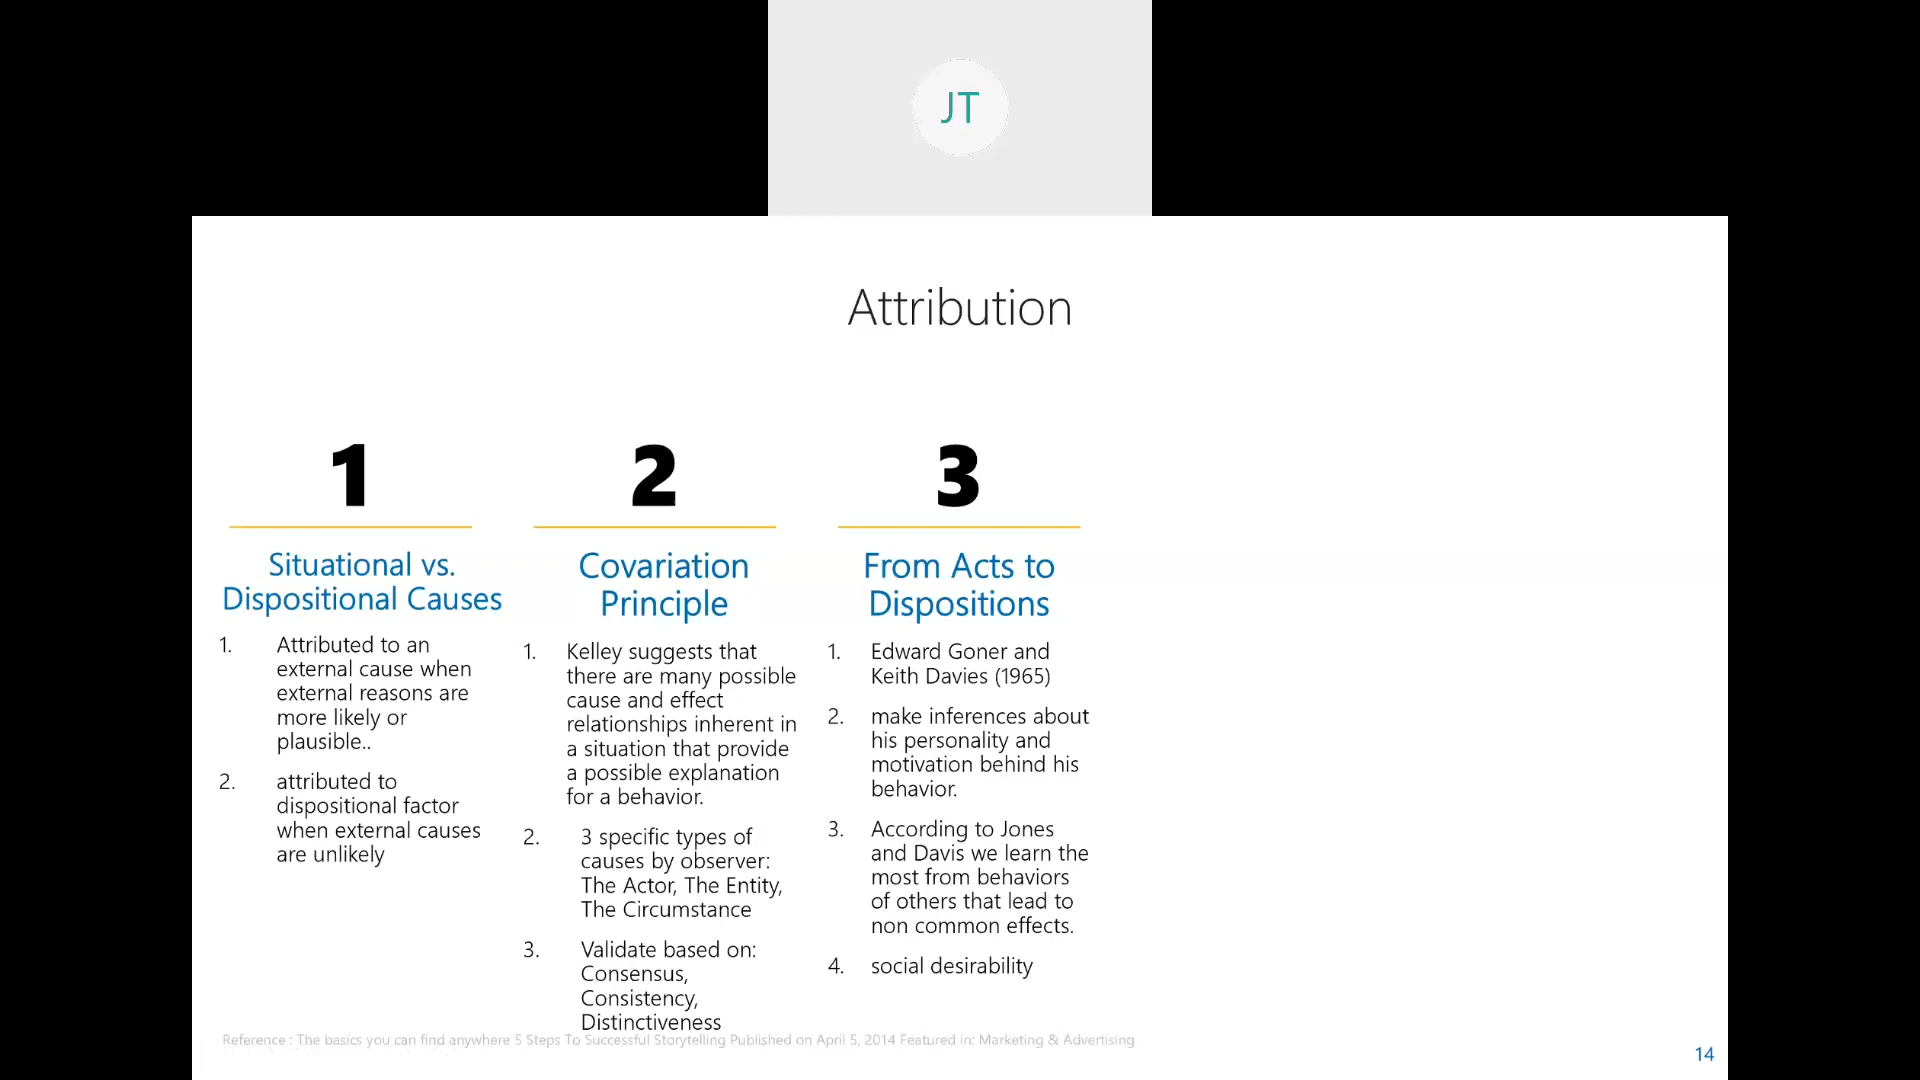 JT
Attribution
1
Situational vs.
Dispositional Causes
1. Attributed to an
external cause when
external reasons are
more likely or
plausible..
2. attributed to
dispositional factor
when external causes
are unlikely
2
Covariation
Principle
1. Kelley suggests that
there are many possible
cause and effect
relationships inherent in
a situation that provide
a possible explanation
for a behavior.
2. 3 specific types of
causes by observer:
The Actor, The Entity,
The Circumstance
3. Validate based on:
Consensus,
Consistency,
Distinctiveness
3
From Acts to
Dispositions
1. Edward Goner and
Keith Davies (1965)
2. make inferences about
his personality and
motivation behind his
behavior.
3. According to Jones
and Davis we learn the
most from behaviors
of others that lead to
non common effects.
4. social desirability
Reference : The basics you can find anywhere 5 Steps To Successful Storytelling Published on April 5, 2014 Featured in: Marketing & Advertising
14